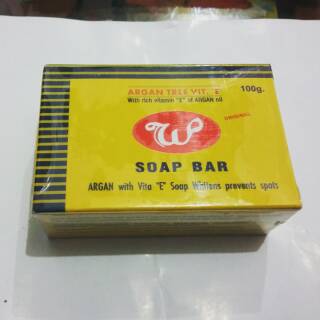 ARGAN TREE VIT. "E"
100g.
With rich vitamin "E" of ARGAN oil
ORIGINAL
W
SOAP BAR
ARGAN with Vita "E" Soap Whitens prevents spots